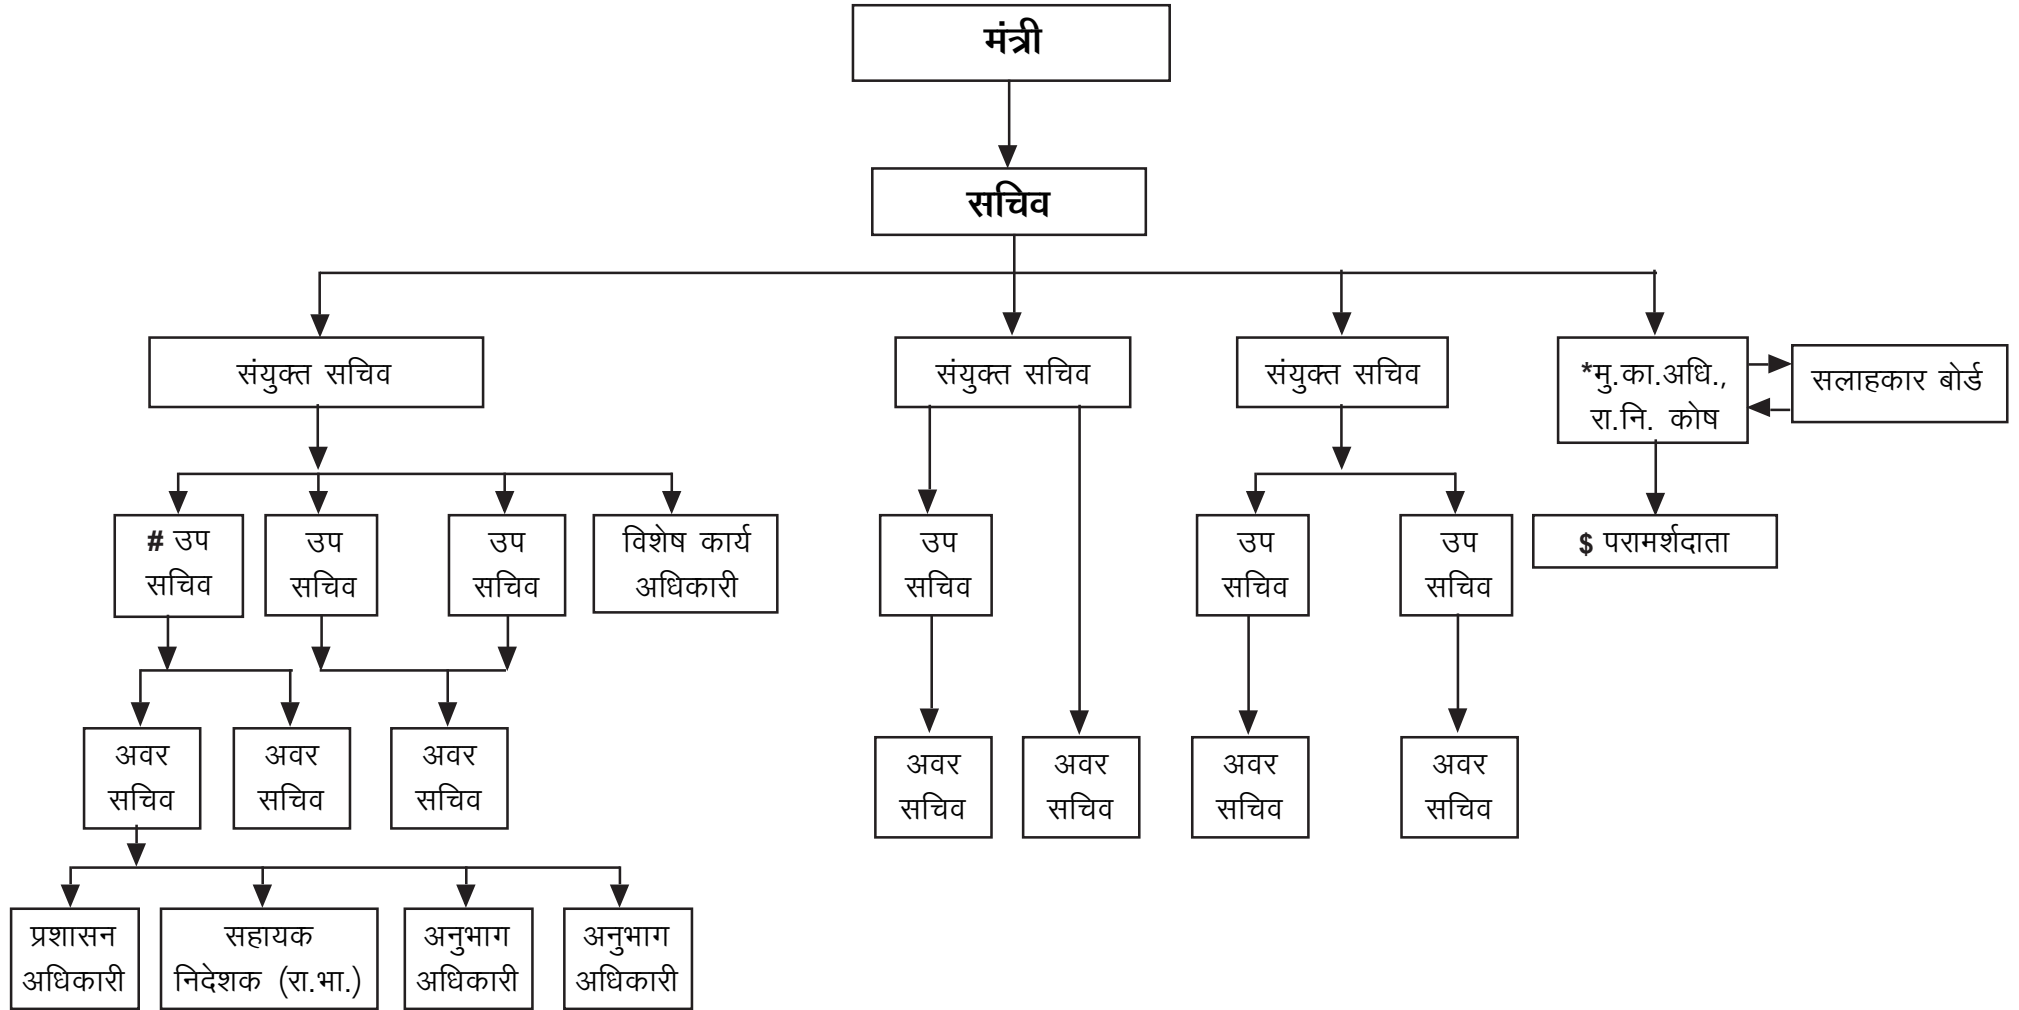 मंत्री
सचिव
संयुक्त सचिव
संयुक्त सचिव
संयुक्त सचिव
*मु.का.अधि.,
रा.नि. कोष
सलाहकार बोर्ड
# उप
सचिव
उप
सचिव
उप
सचिव
विशेष कार्य
अधिकारी
उप
सचिव
उप
सचिव
उप
सचिव
$ परामर्शदाता
अवर
सचिव
अवर
सचिव
अवर
सचिव
अवर
सचिव
अवर
सचिव
अवर
सचिव
अवर
सचिव
प्रशासन
अधिकारी
सहायक
निदेशक (रा.भा.)
अनुभाग
अधिकारी
अनुभाग
अधिकारी